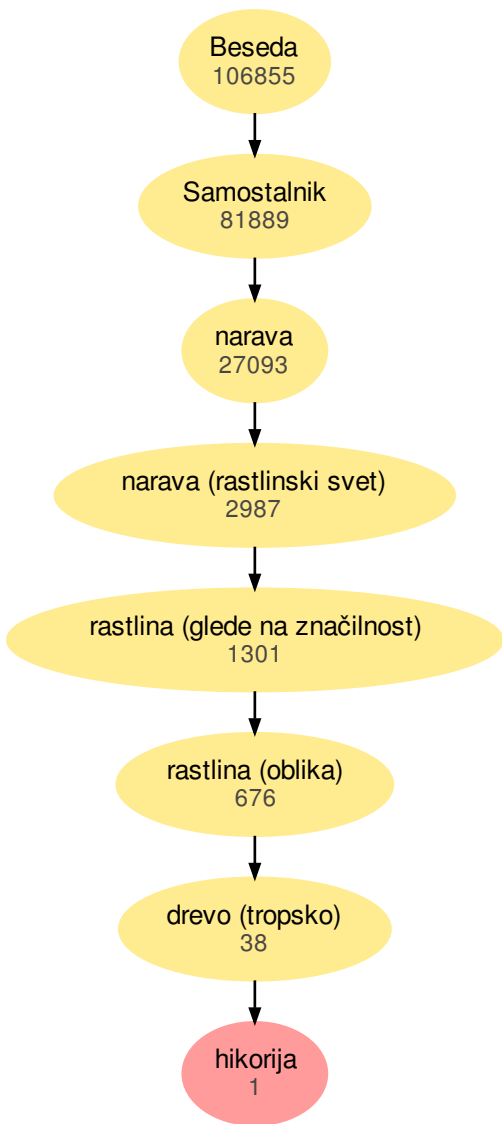 Beseda
106855
Samostalnik
81889
narava
27093
narava (rastlinski svet)
2987
rastlina (glede na značilnost)
1301
rastlina (oblika)
676
drevo (tropsko)
38
hikorija
1